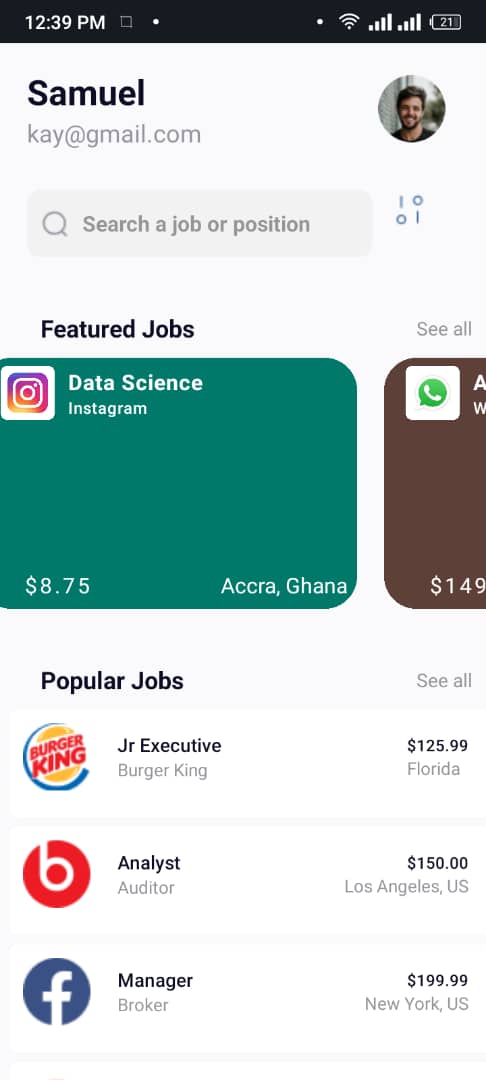 12:39 PM
21
Samuel
kay@gmail.com
Search a job or position
Featured Jobs
See all
Data Science
Instagram
$8.75
Accra, Ghana
A
W
$149
Popular Jobs
See all
BURGER
KING
Jr Executive
Burger King
$125.99
Florida
Analyst
Auditor
$150.00
Los Angeles, US
Manager
Broker
$199.99
New York, US